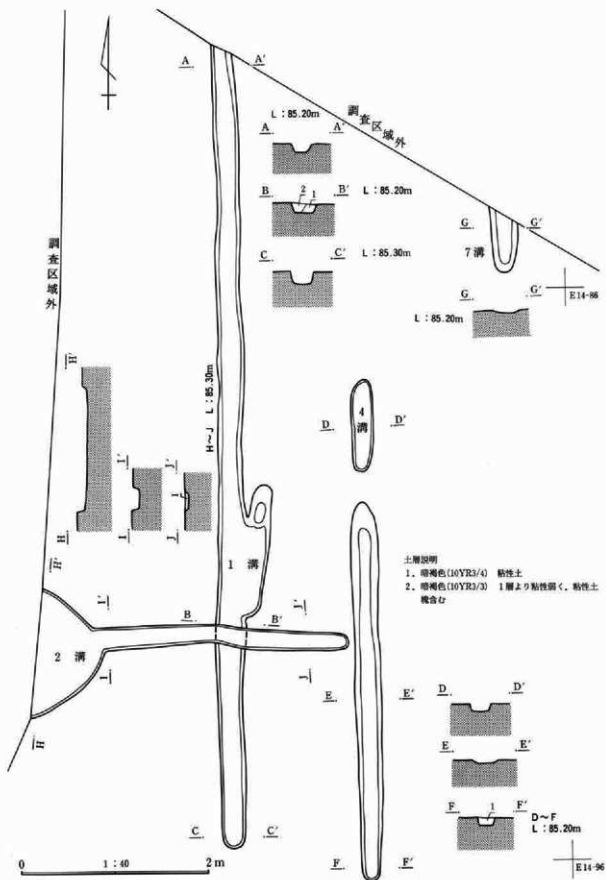 A A'
調査区域外
L：85.20m
A A'
B 2 1 B' L：85.20m
C C' L：85.30m
G G'
7溝
E14-86
G G'
L：85.20m
調査区域外
H'
H～J L：85.30m
I' J'
1
H I J
D 4溝 D'
土層説明
1．暗褐色(10YR3/4) 粘性土
2．暗褐色(10YR3/3) 1層より粘性弱く、粘性土
塊含む
1溝
H'
I' B B' J'
2溝
I J
H
E E'
D D'
E E'
F 1 F' D～F
L：85.20m
C C'
F F'
E14-96
0 1：40 2m